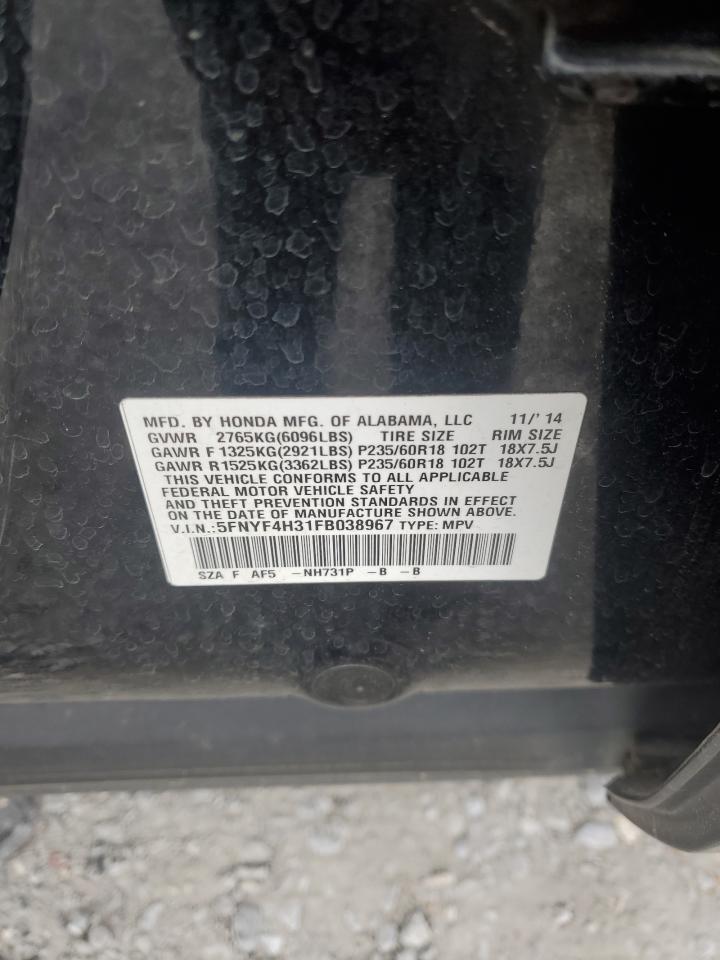 MFD. BY HONDA MFG. OF ALABAMA, LLC 11/' 14
GVWR 2765KG(6096LBS) TIRE SIZE RIM SIZE
GAWR F 1325KG(2921LBS) P235/60R18 102T 18X7.5J
GAWR R 1525KG(3362LBS) P235/60R18 102T 18X7.5J
THIS VEHICLE CONFORMS TO ALL APPLICABLE
FEDERAL MOTOR VEHICLE SAFETY
AND THEFT PREVENTION STANDARDS IN EFFECT
ON THE DATE OF MANUFACTURE SHOWN ABOVE.
V.I.N.:5FNYF4H31FB038967 TYPE: MPV
SZA F AF5 -NH731P -B -B